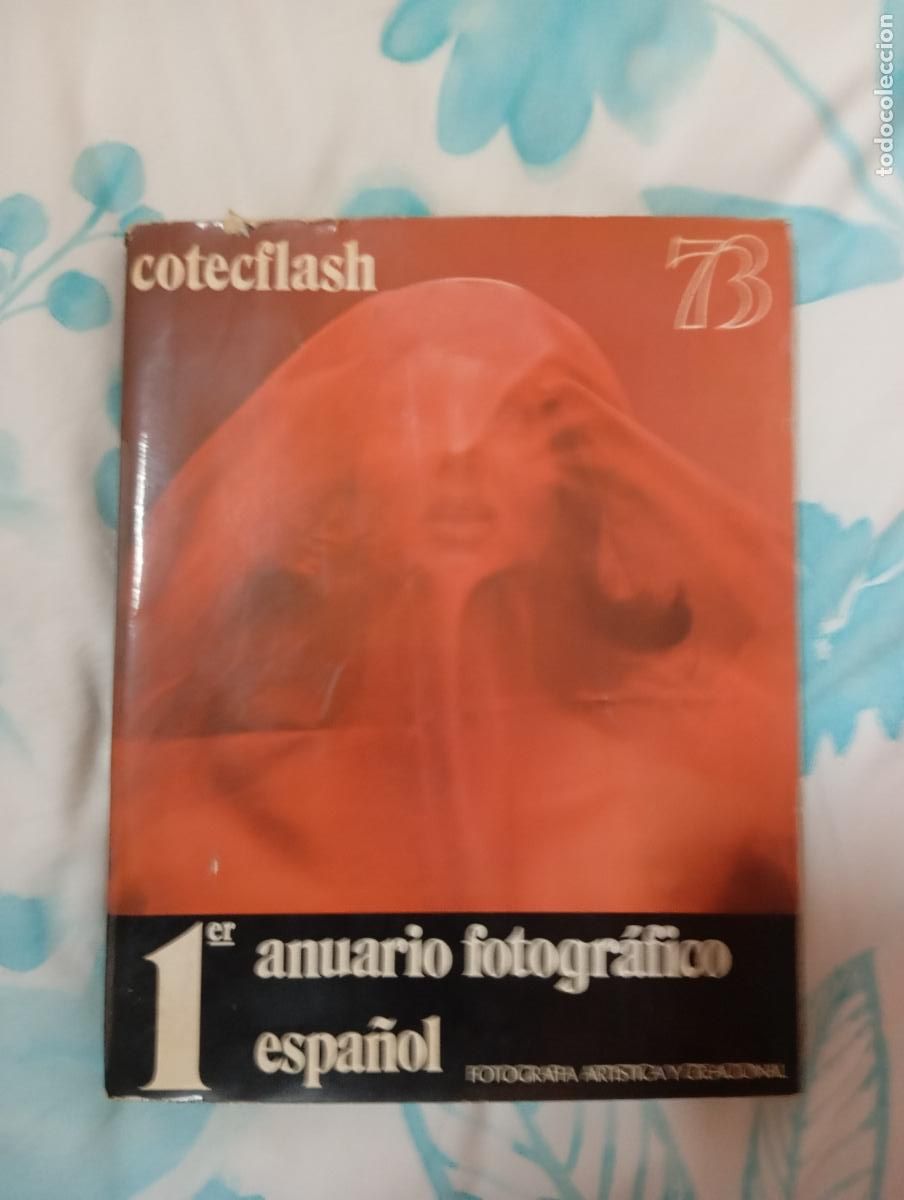 cotecflash
73
1er anuario fotográfico
español
FOTOGRAFIA ARTISTICA Y CREACIONAL
todocoleccion